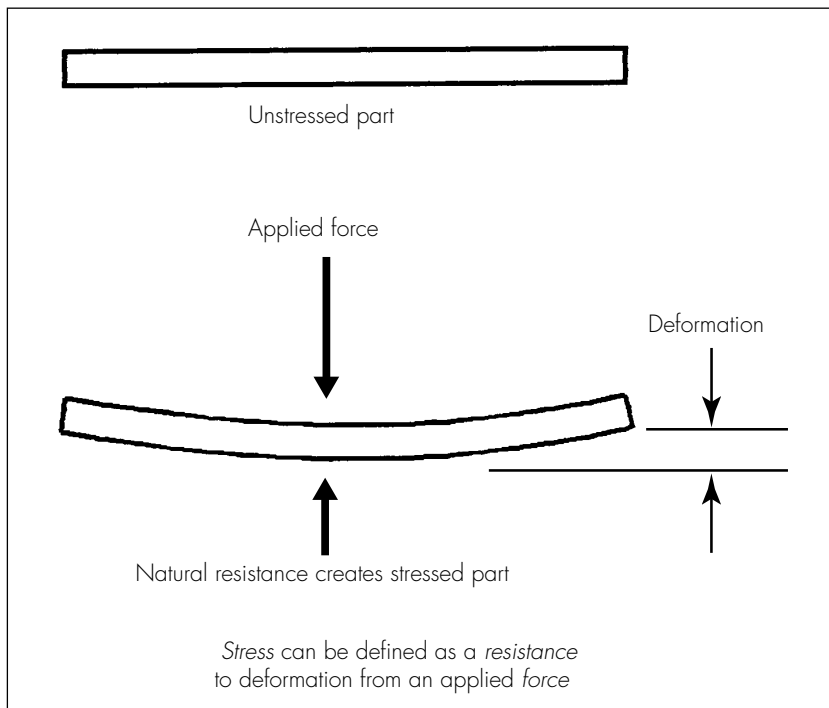 Unstressed part
Applied force
Deformation
Natural resistance creates stressed part
Stress can be defined as a resistance
to deformation from an applied force